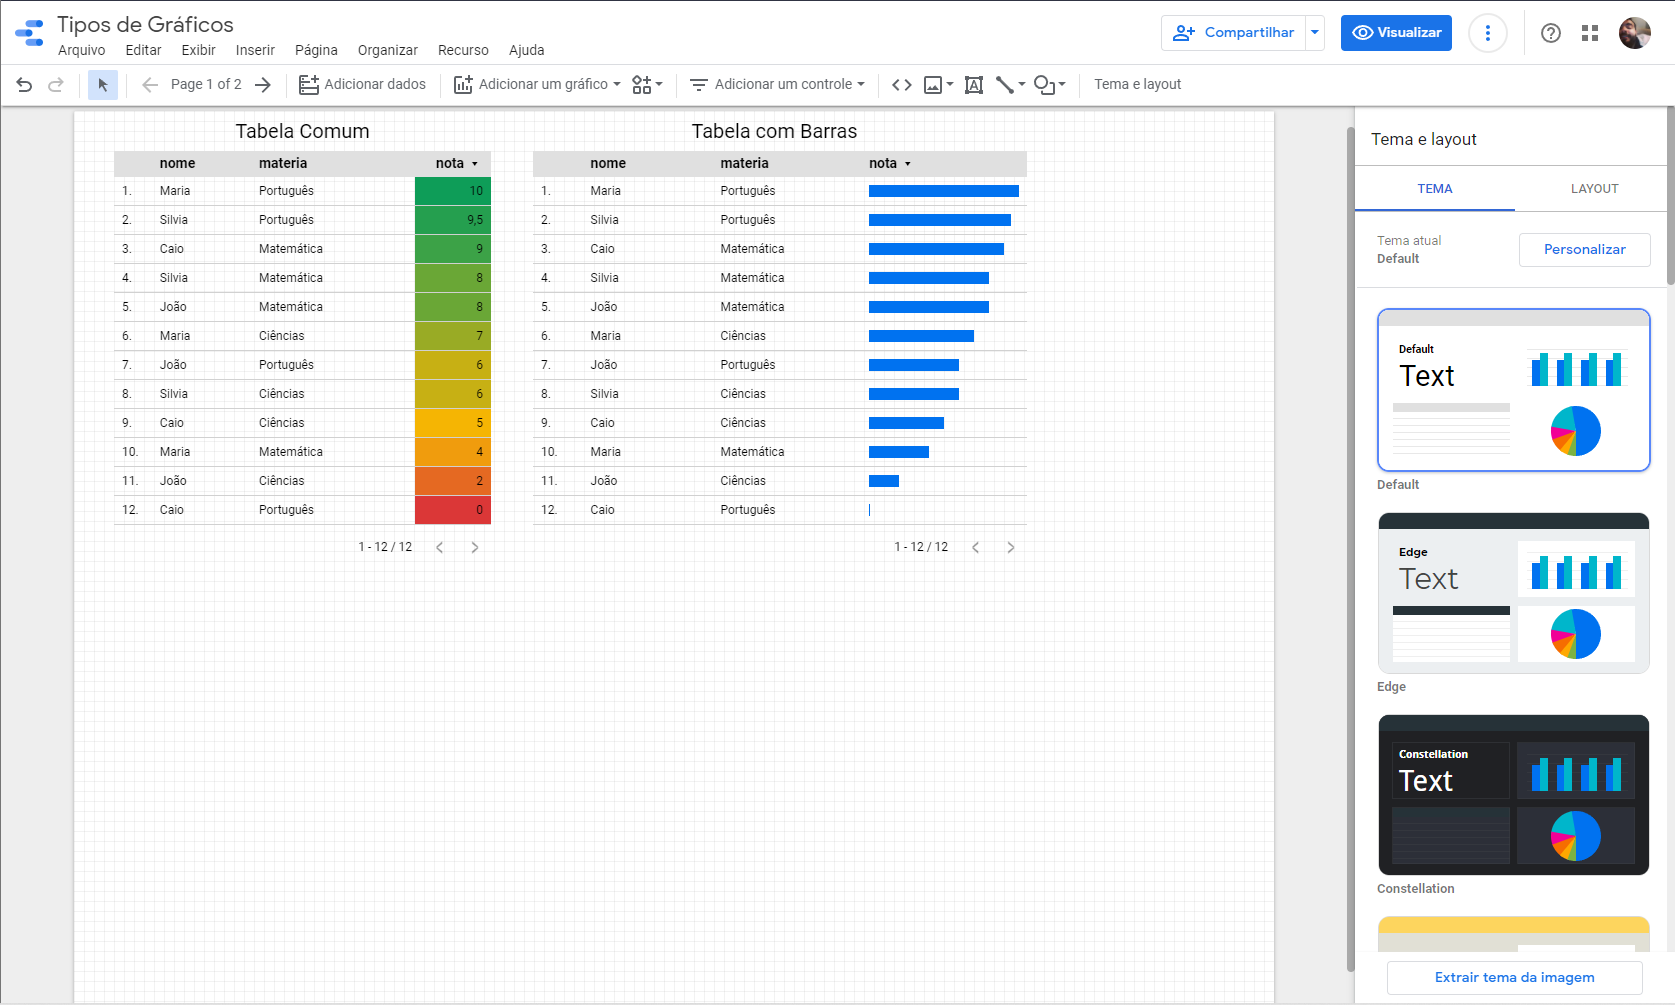 Tipos de Gráficos
Arquivo Editar Exibir Inserir Página Organizar Recurso Ajuda
Compartilhar
Visualizar
Page 1 of 2
Adicionar dados
Adicionar um gráfico
Adicionar um controle
Tema e layout
Tabela Comum
nome materia nota
1. Maria Português 10
2. Silvia Português 9,5
3. Caio Matemática 9
4. Silvia Matemática 8
5. João Matemática 8
6. Maria Ciências 7
7. João Português 6
8. Silvia Ciências 6
9. Caio Ciências 5
10. Maria Matemática 4
11. João Ciências 2
12. Caio Português 0
1 - 12 / 12
Tabela com Barras
nome materia nota
1. Maria Português
2. Silvia Português
3. Caio Matemática
4. Silvia Matemática
5. João Matemática
6. Maria Ciências
7. João Português
8. Silvia Ciências
9. Caio Ciências
10. Maria Matemática
11. João Ciências
12. Caio Português
1 - 12 / 12
Tema e layout
TEMA LAYOUT
Tema atual
Default
Personalizar
Default
Text
Default
Edge
Text
Edge
Constellation
Text
Constellation
Extrair tema da imagem